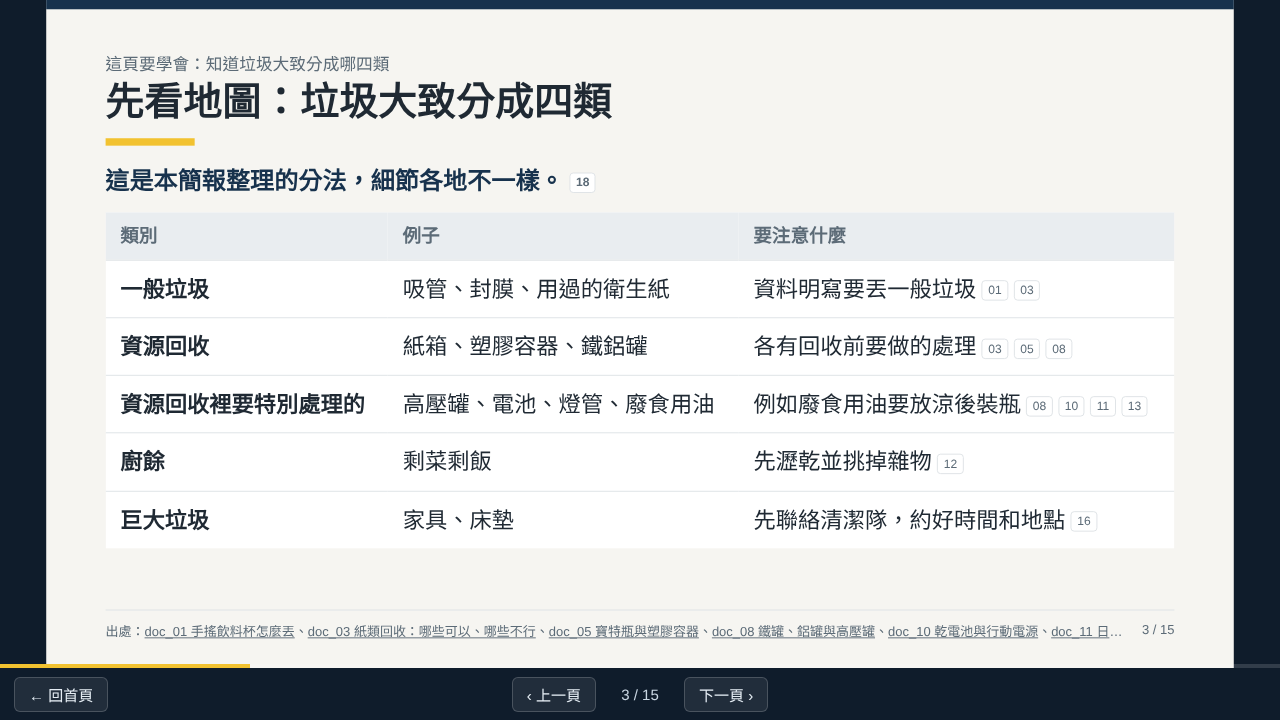 這頁要學會：知道垃圾大致分成哪四類
先看地圖：垃圾大致分成四類
這是本簡報整理的分法，細節各地不一樣。 18
類別 例子 要注意什麼
一般垃圾 吸管、封膜、用過的衛生紙 資料明寫要丟一般垃圾 01 03
資源回收 紙箱、塑膠容器、鐵鋁罐 各有回收前要做的處理 03 05 08
資源回收裡要特別處理的 高壓罐、電池、燈管、廢食用油 例如廢食用油要放涼後裝瓶 08 10 11 13
廚餘 剩菜剩飯 先瀝乾並挑掉雜物 12
巨大垃圾 家具、床墊 先聯絡清潔隊，約好時間和地點 16
出處：doc_01 手搖飲料杯怎麼丟、doc_03 紙類回收：哪些可以、哪些不行、doc_05 寶特瓶與塑膠容器、doc_08 鐵罐、鋁罐與高壓罐、doc_10 乾電池與行動電源、doc_11 日… 3 / 15
← 回首頁 ‹ 上一頁 3 / 15 下一頁 ›